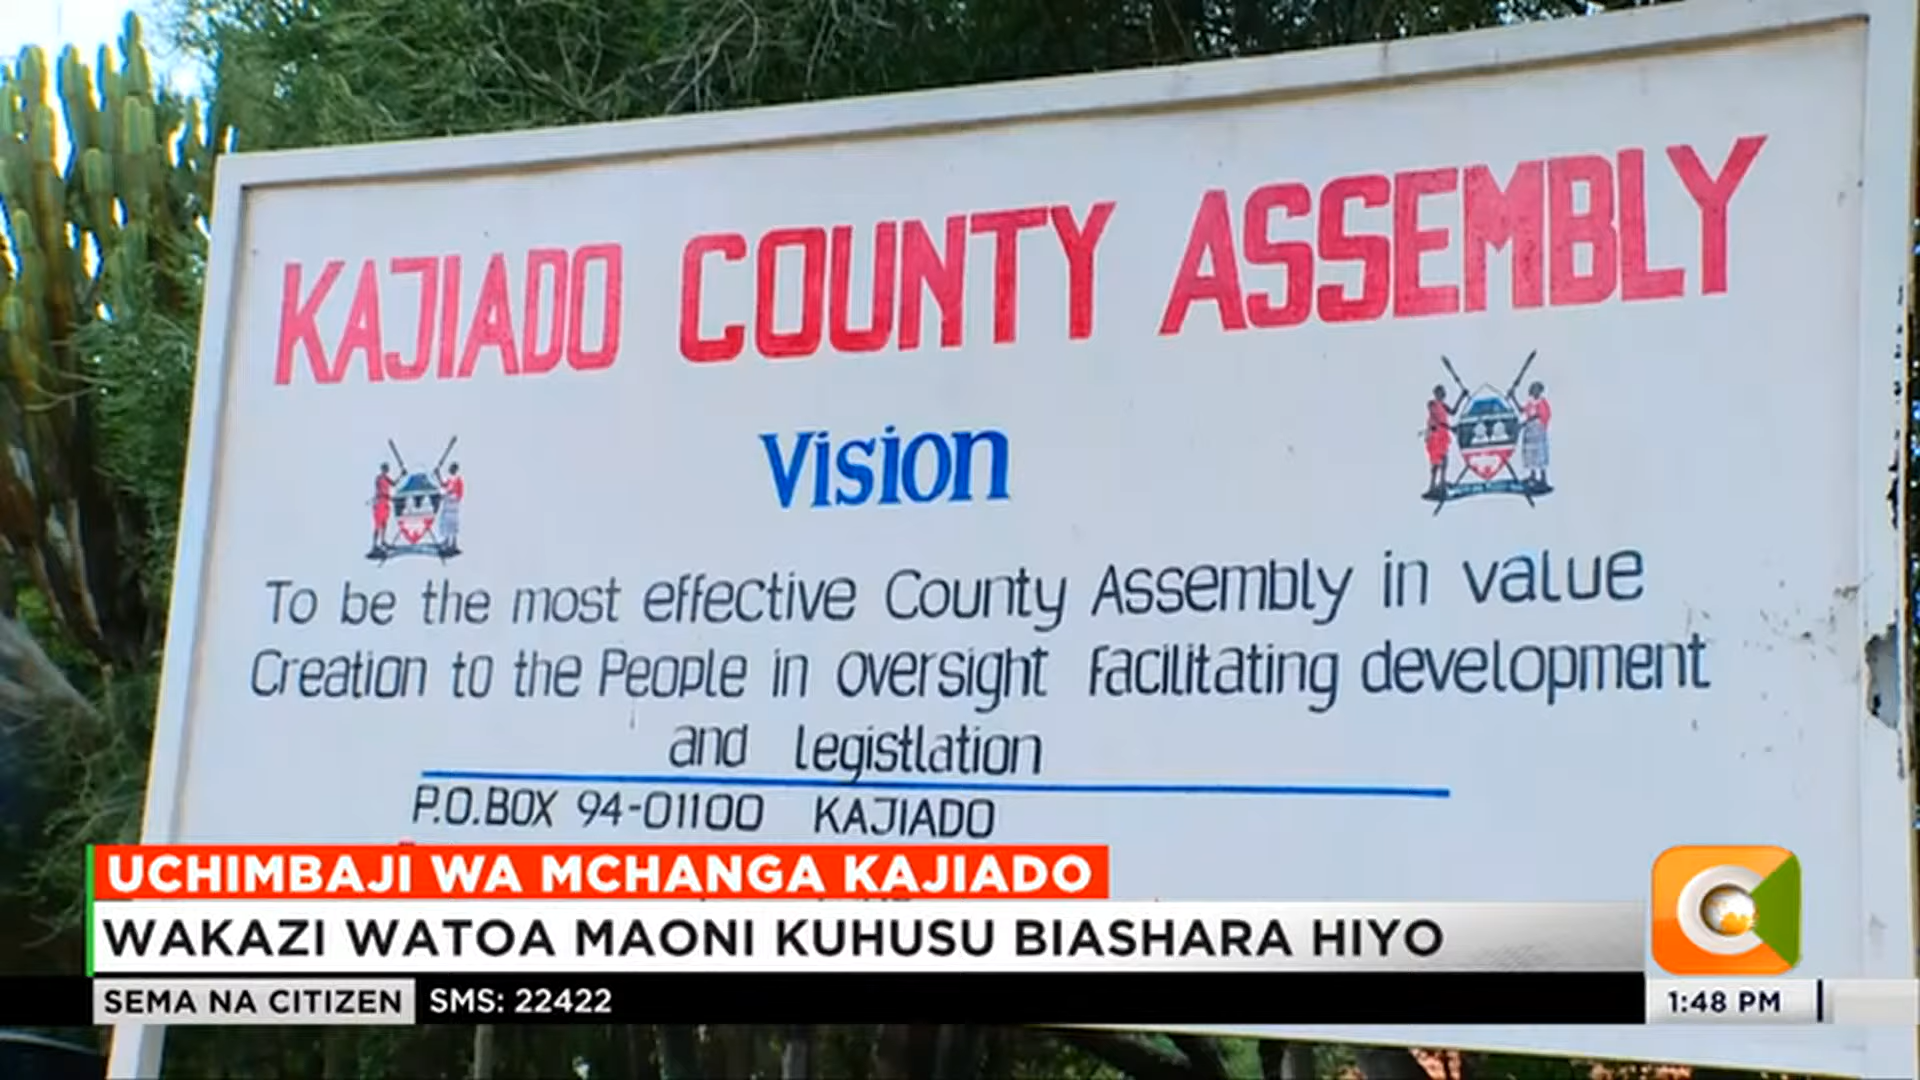 KAJIADO COUNTY ASSEMBLY
Vision
To be the most effective County Assembly in value
Creation to the People in oversight Facilitating development
and legistlation
P.O.BOX 94-01100 KAJIADO
UCHIMBAJI WA MCHANGA KAJIADO
WAKAZI WATOA MAONI KUHUSU BIASHARA HIYO
SEMA NA CITIZEN SMS: 22422
1:48 PM